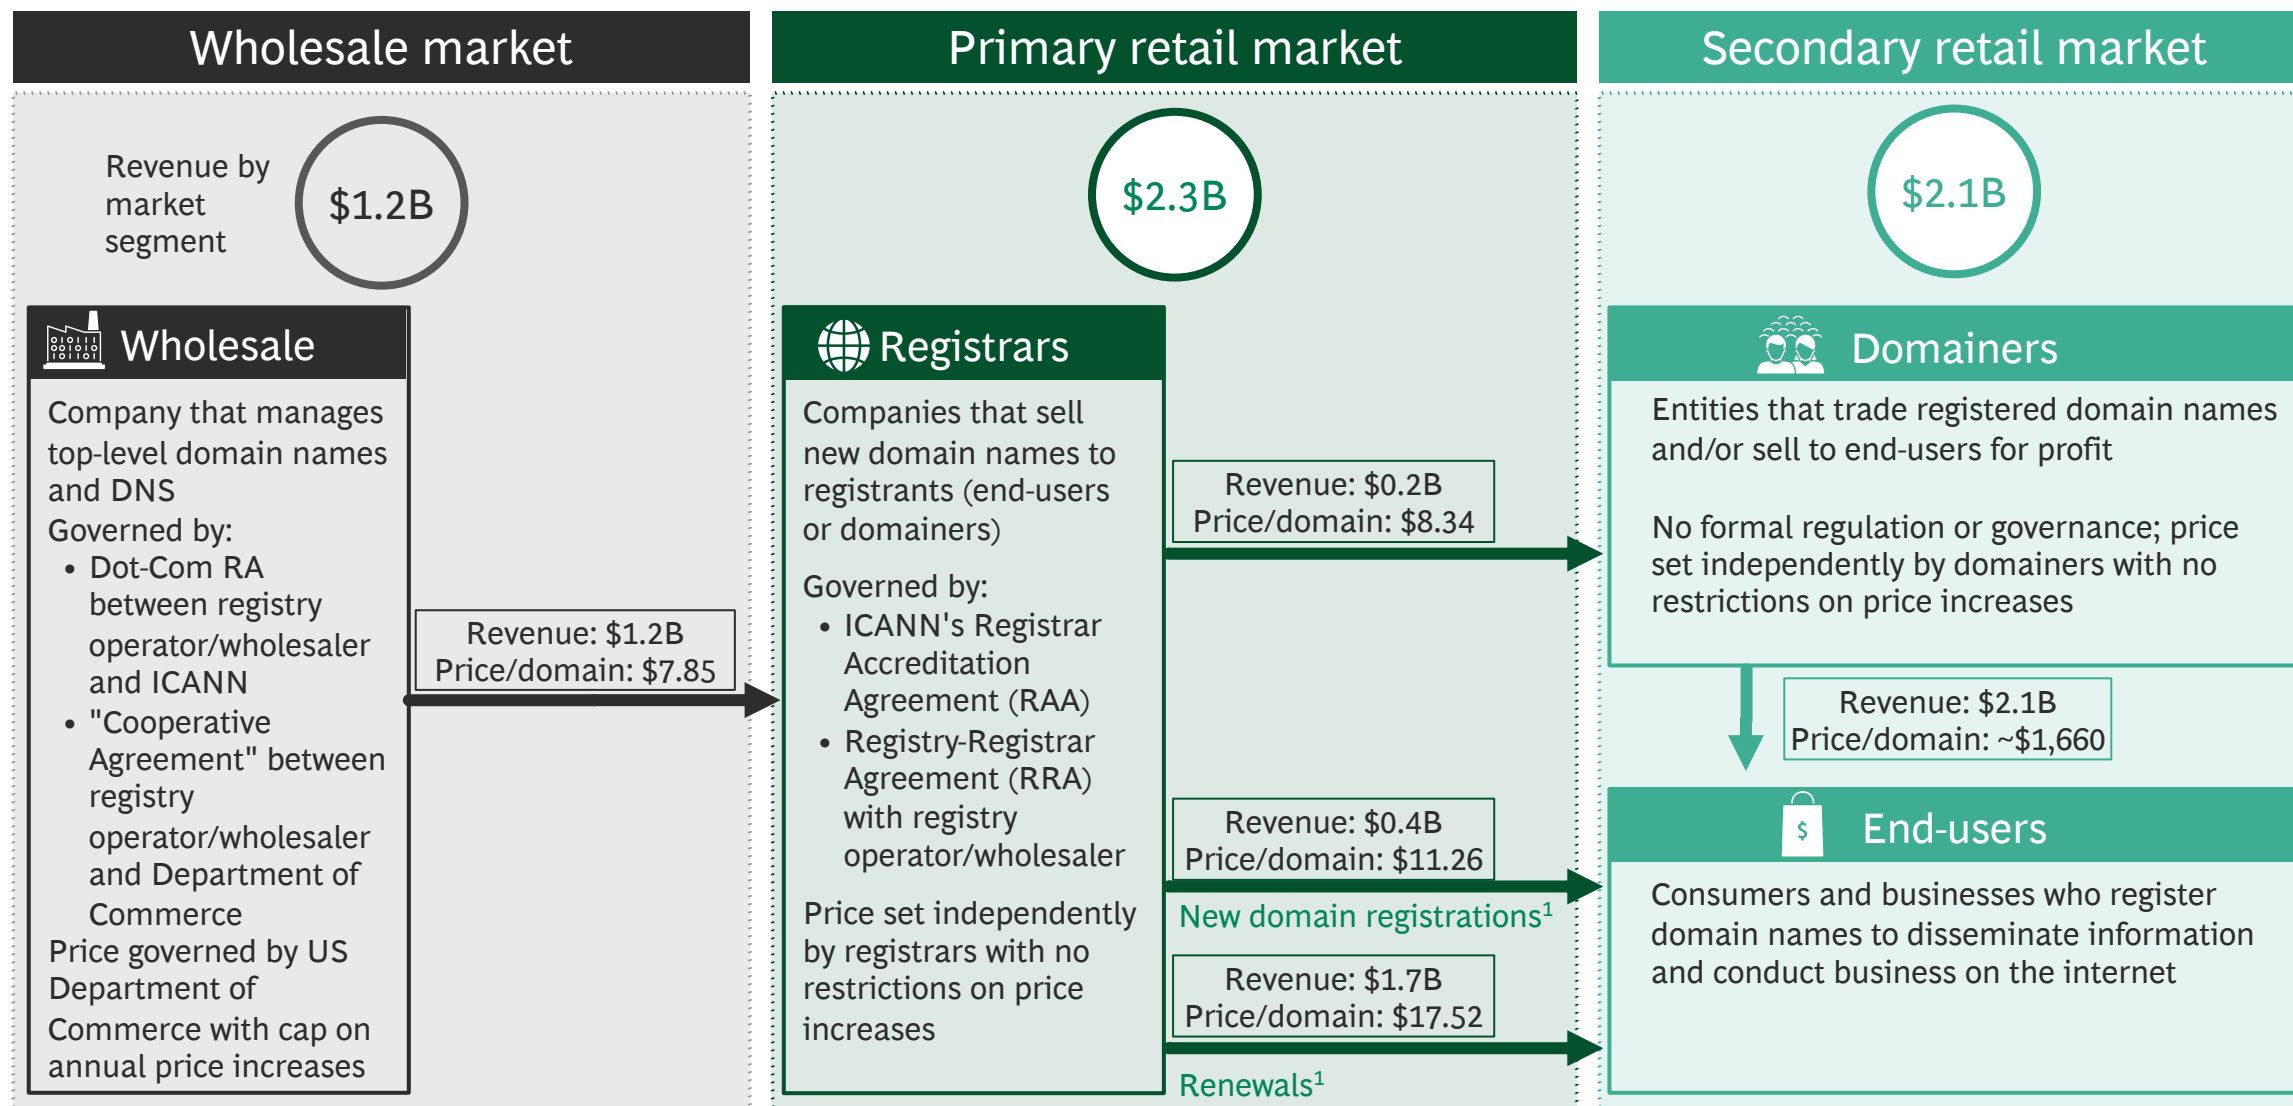 Wholesale market
Revenue by
market
segment
$1.2B
Wholesale
Company that manages
top-level domain names
and DNS
Governed by:
• Dot-Com RA
between registry
operator/wholesaler
and ICANN
• "Cooperative
Agreement" between
registry
operator/wholesaler
and Department of
Commerce
Price governed by US
Department of
Commerce with cap on
annual price increases
Revenue: $1.2B
Price/domain: $7.85
Primary retail market
$2.3B
Registrars
Companies that sell
new domain names to
registrants (end-users
or domainers)
Governed by:
• ICANN's Registrar
Accreditation
Agreement (RAA)
• Registry-Registrar
Agreement (RRA)
with registry
operator/wholesaler
Price set independently
by registrars with no
restrictions on price
increases
Revenue: $0.2B
Price/domain: $8.34
Revenue: $0.4B
Price/domain: $11.26
New domain registrations¹
Revenue: $1.7B
Price/domain: $17.52
Renewals¹
Secondary retail market
$2.1B
Domainers
Entities that trade registered domain names
and/or sell to end-users for profit
No formal regulation or governance; price
set independently by domainers with no
restrictions on price increases
Revenue: $2.1B
Price/domain: ~$1,660
$
End-users
Consumers and businesses who register
domain names to disseminate information
and conduct business on the internet